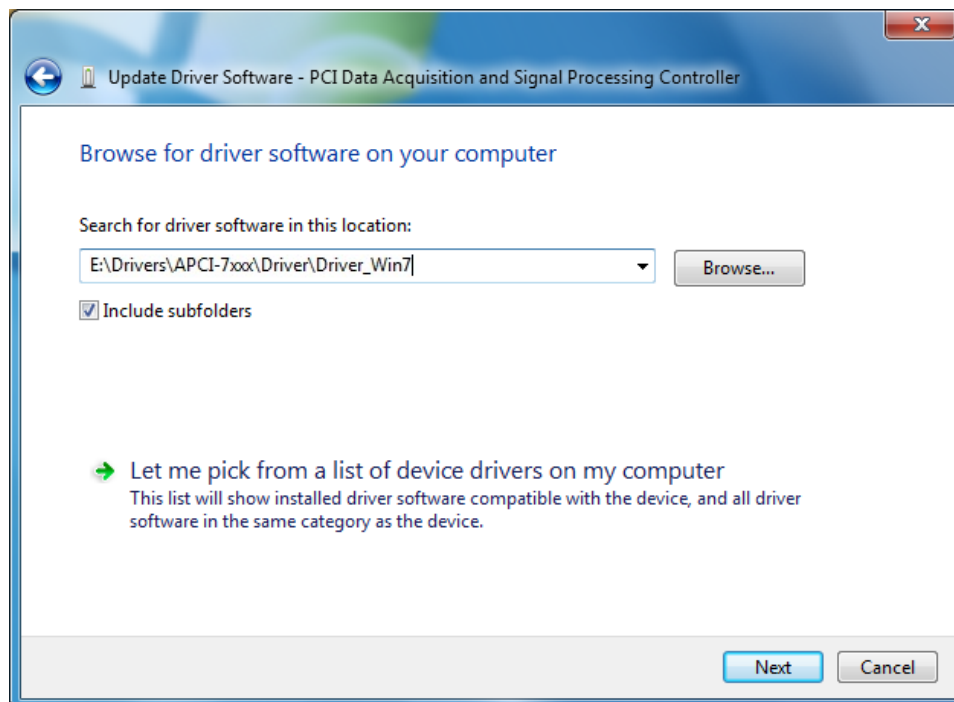 Update Driver Software - PCI Data Acquisition and Signal Processing Controller
Browse for driver software on your computer
Search for driver software in this location:
E:\Drivers\APCI-7xxx\Driver\Driver_Win7
Browse...
Include subfolders
Let me pick from a list of device drivers on my computer
This list will show installed driver software compatible with the device, and all driver
software in the same category as the device.
Next
Cancel